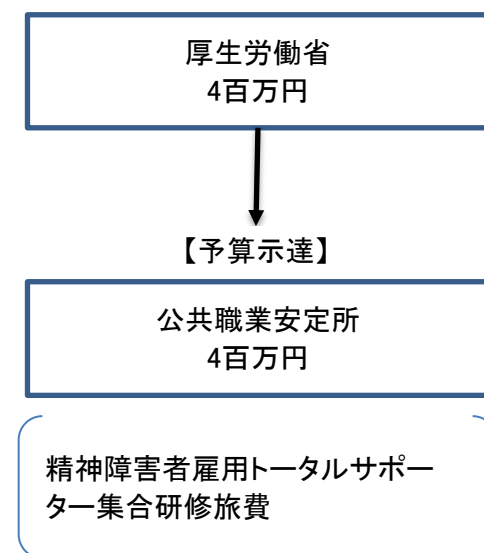 厚生労働省
4百万円
【予算示達】
公共職業安定所
4百万円
精神障害者雇用トータルサポー
ター集合研修旅費